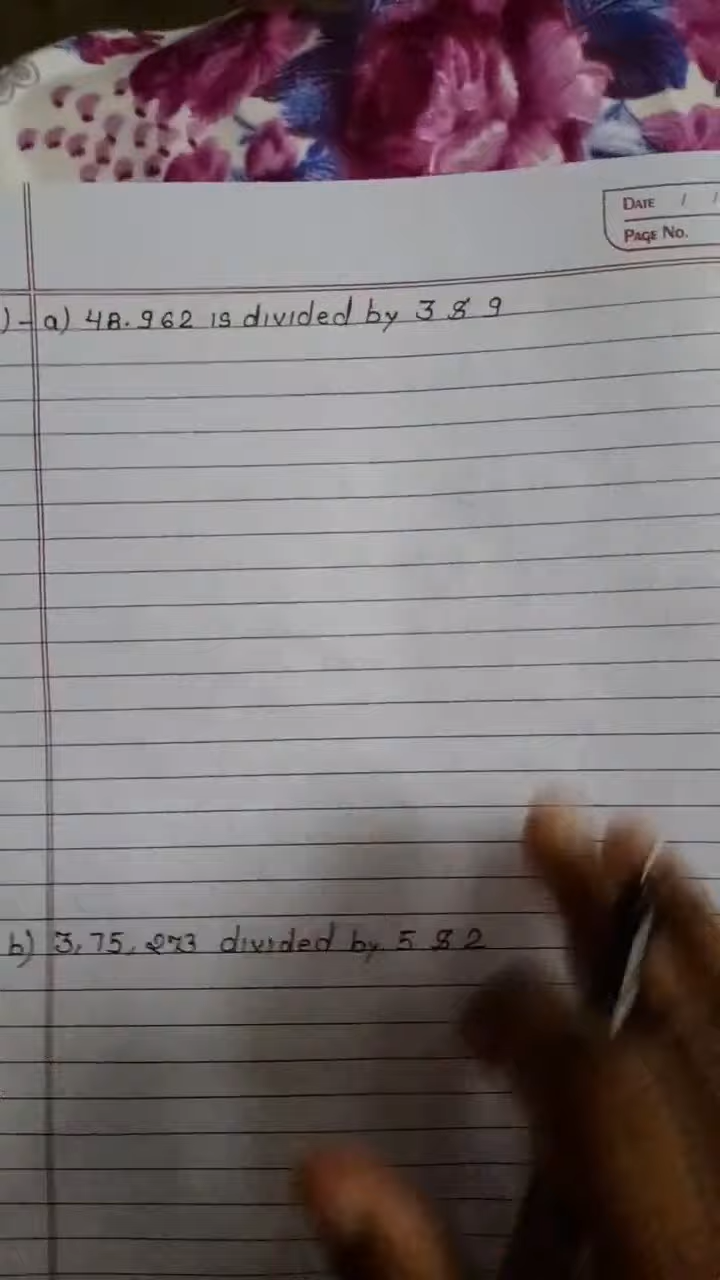 DATE / /
PAGE No.
)- a) 48.962 is divided by 3 & 9
b) 3,75,273 divided by 5 & 2